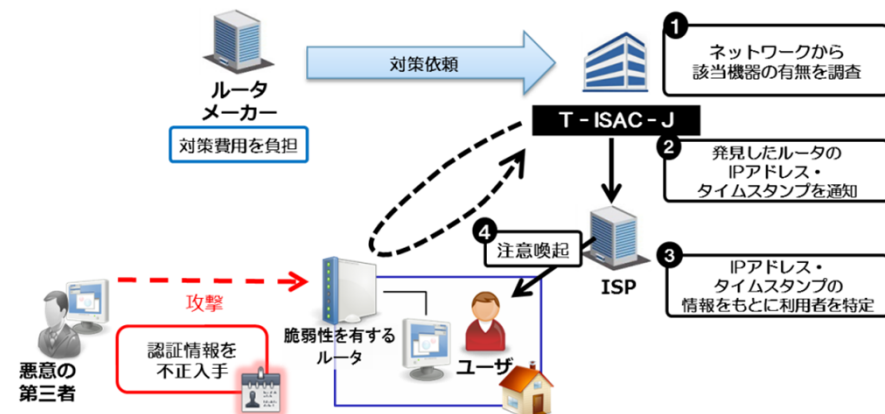 ルータ
メーカー
対策費用を負担
対策依頼
T-ISAC-J
1
ネットワークから
該当機器の有無を調査
2
発見したルータの
IPアドレス・
タイムスタンプを通知
ISP
3
IPアドレス・
タイムスタンプの
情報をもとに利用者を特定
4
注意喚起
悪意の
第三者
攻撃
認証情報を
不正入手
脆弱性を有する
ルータ
ユーザ